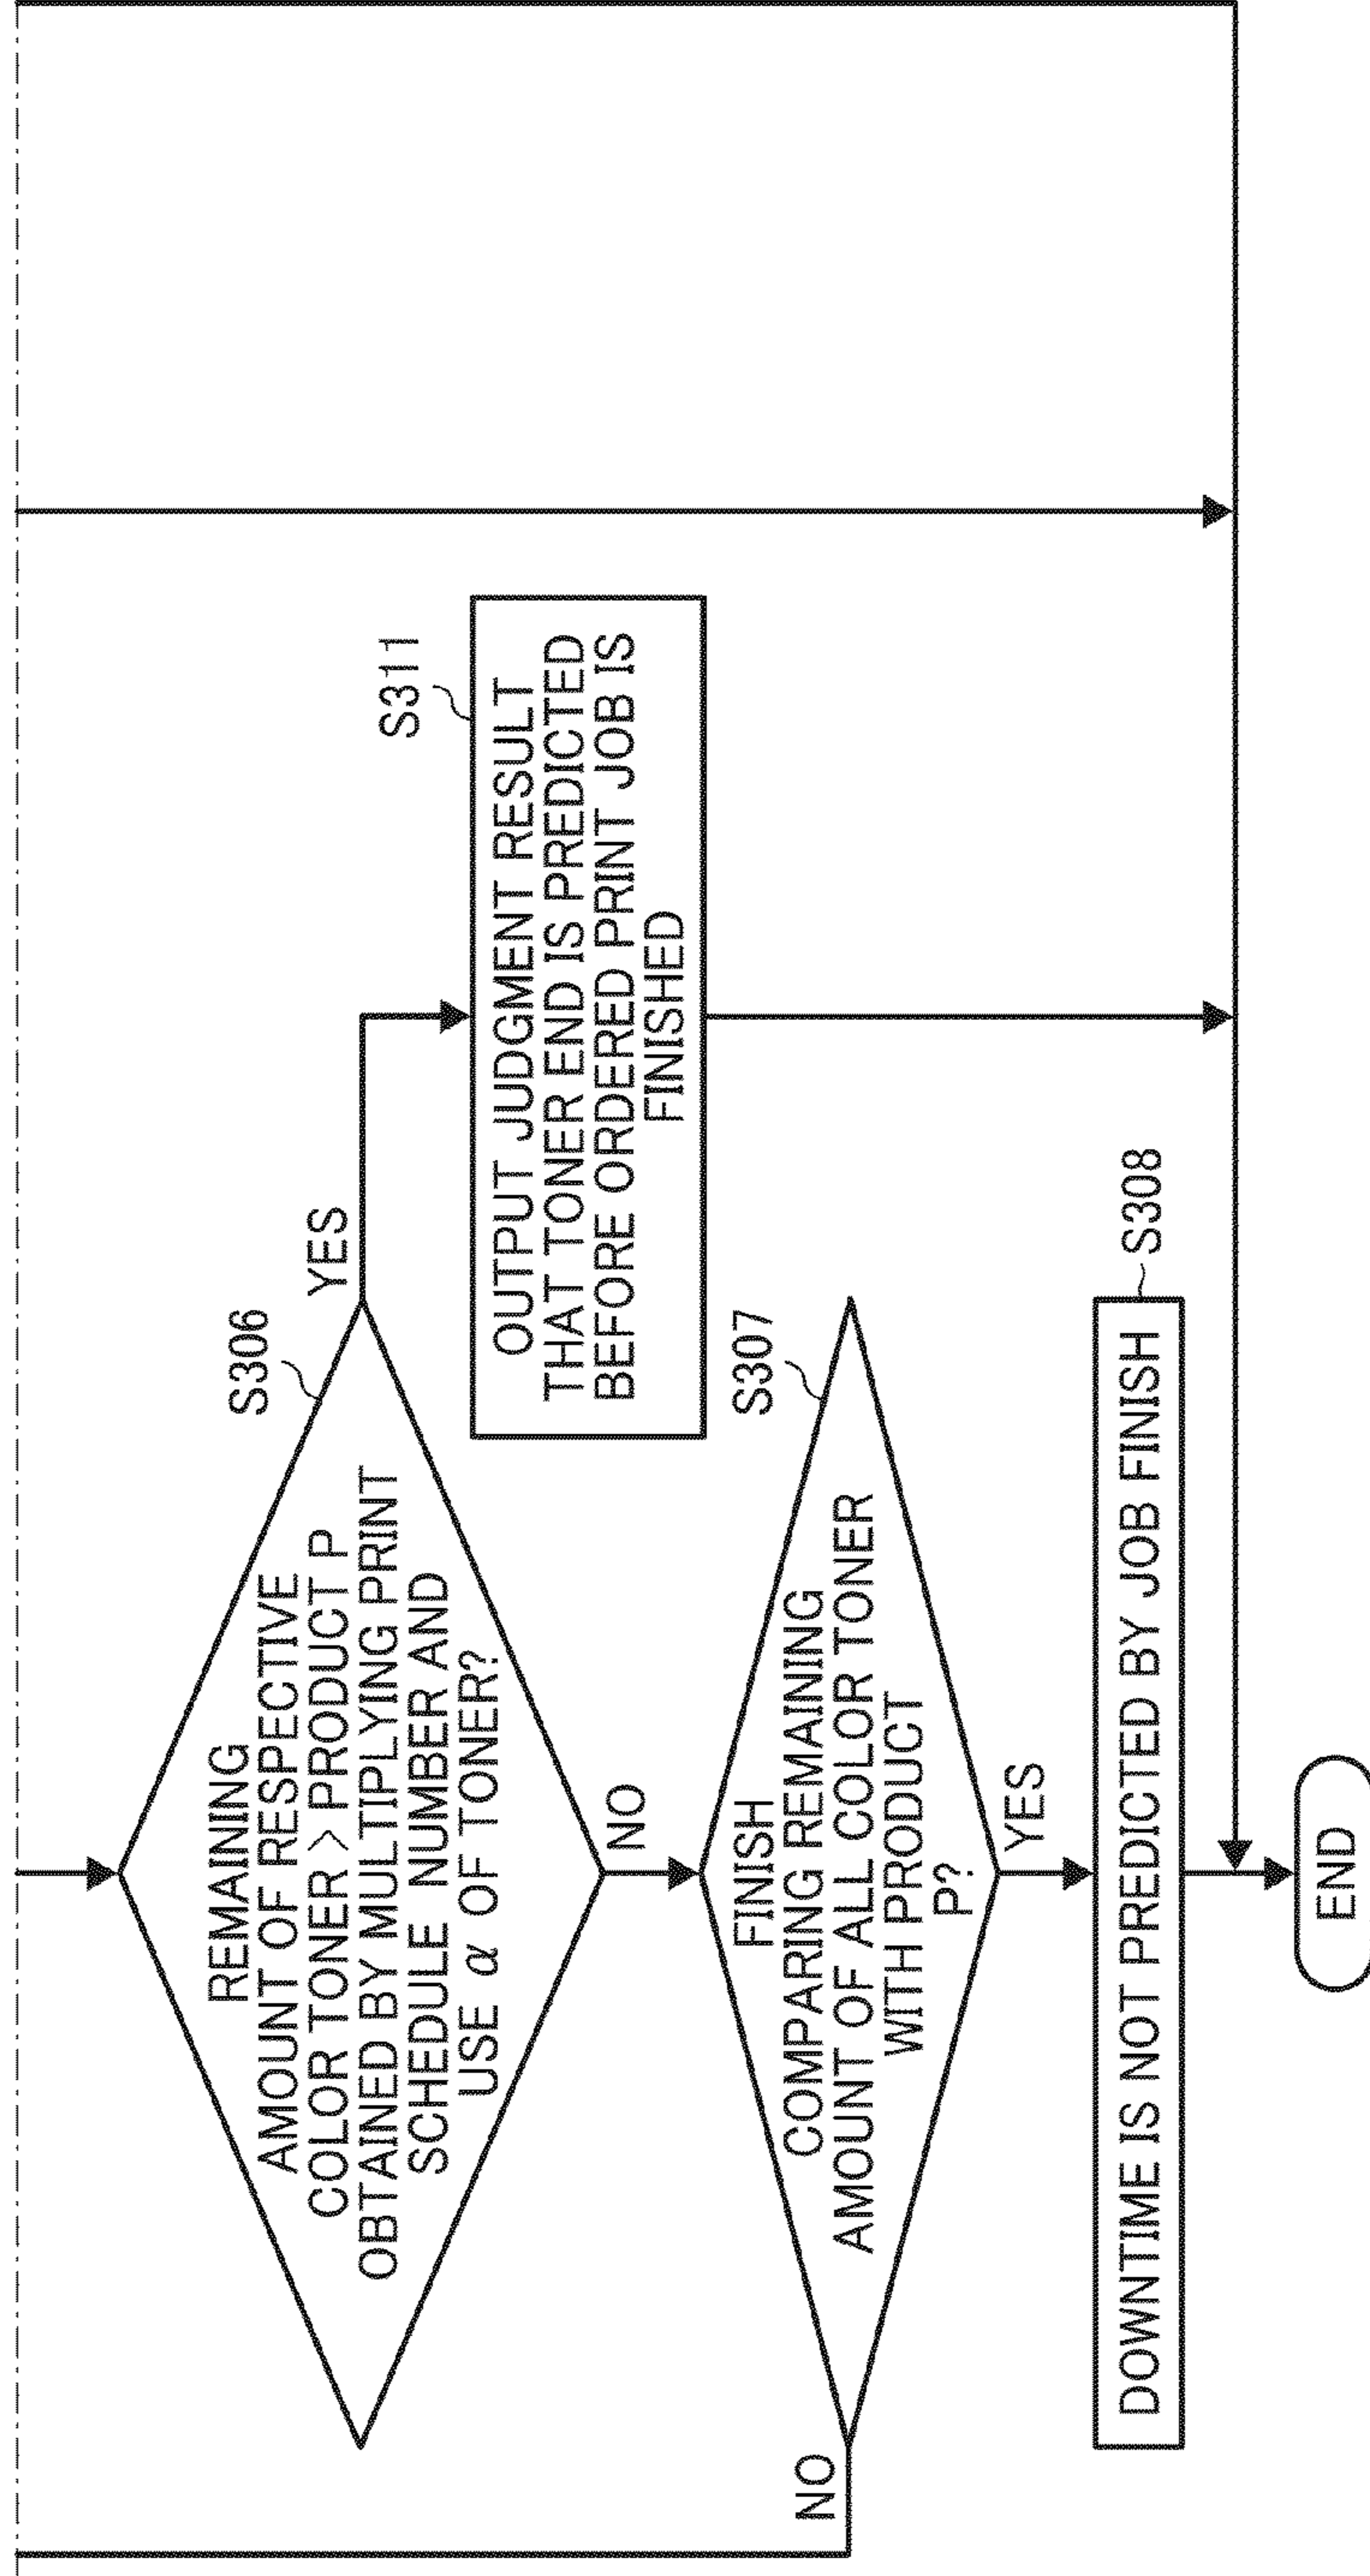 S306
REMAINING
AMOUNT OF RESPECTIVE
COLOR TONER > PRODUCT P
OBTAINED BY MULTIPLYING PRINT
SCHEDULE NUMBER AND
USE α OF TONER?
YES
NO
S311
OUTPUT JUDGMENT RESULT
THAT TONER END IS PREDICTED
BEFORE ORDERED PRINT JOB IS
FINISHED
S307
FINISH
COMPARING REMAINING
AMOUNT OF ALL COLOR TONER
WITH PRODUCT
P?
NO
YES
S308
DOWNTIME IS NOT PREDICTED BY JOB FINISH
END